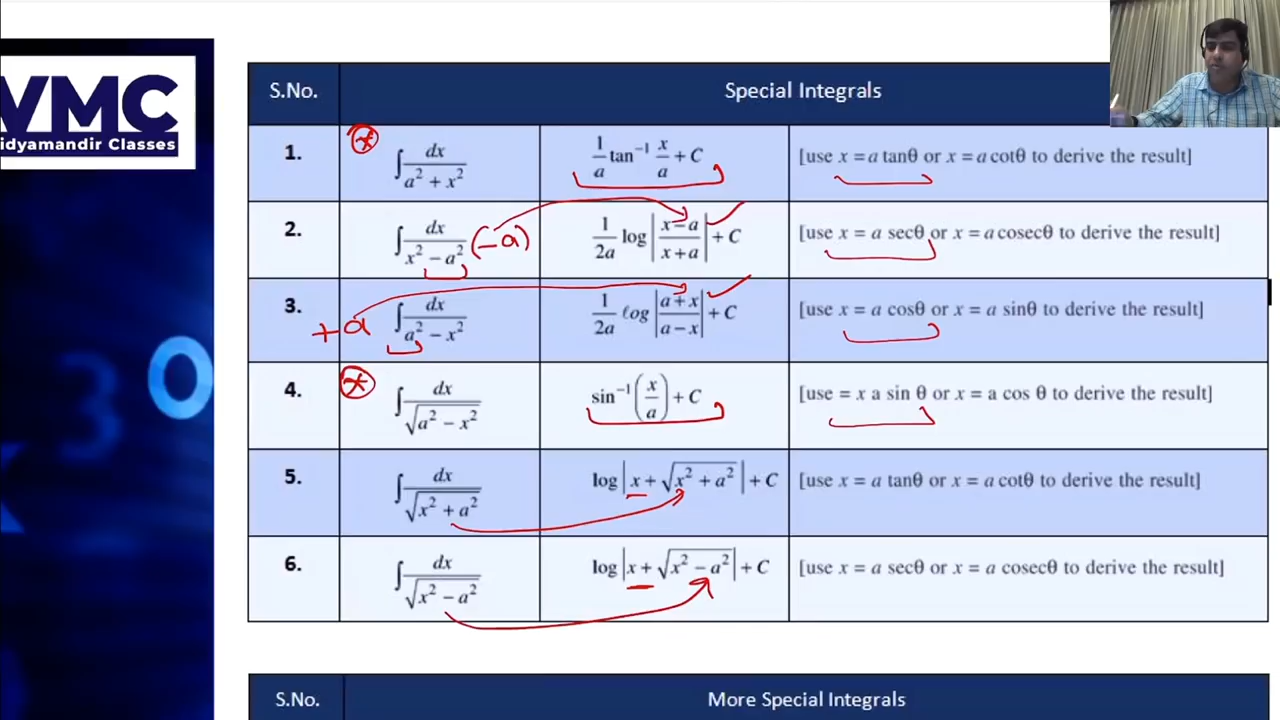 VMC
idyamandir Classes
S.No. Special Integrals
1. ∫ dx / (a² + x²) 1/a tan⁻¹ x/a + C [use x = a tanθ or x = a cotθ to derive the result]
2. ∫ dx / (x² − a²) (−a) 1/2a log |(x−a)/(x+a)| + C [use x = a secθ or x = a cosecθ to derive the result]
3. +a ∫ dx / (a² − x²) 1/2a log |(a+x)/(a−x)| + C [use x = a cosθ or x = a sinθ to derive the result]
4. ∫ dx / √(a² − x²) sin⁻¹ (x/a) + C [use = x a sin θ or x = a cos θ to derive the result]
5. ∫ dx / √(x² + a²) log |x + √(x² + a²)| + C [use x = a tanθ or x = a cotθ to derive the result]
6. ∫ dx / √(x² − a²) log |x + √(x² − a²)| + C [use x = a secθ or x = a cosecθ to derive the result]
S.No. More Special Integrals